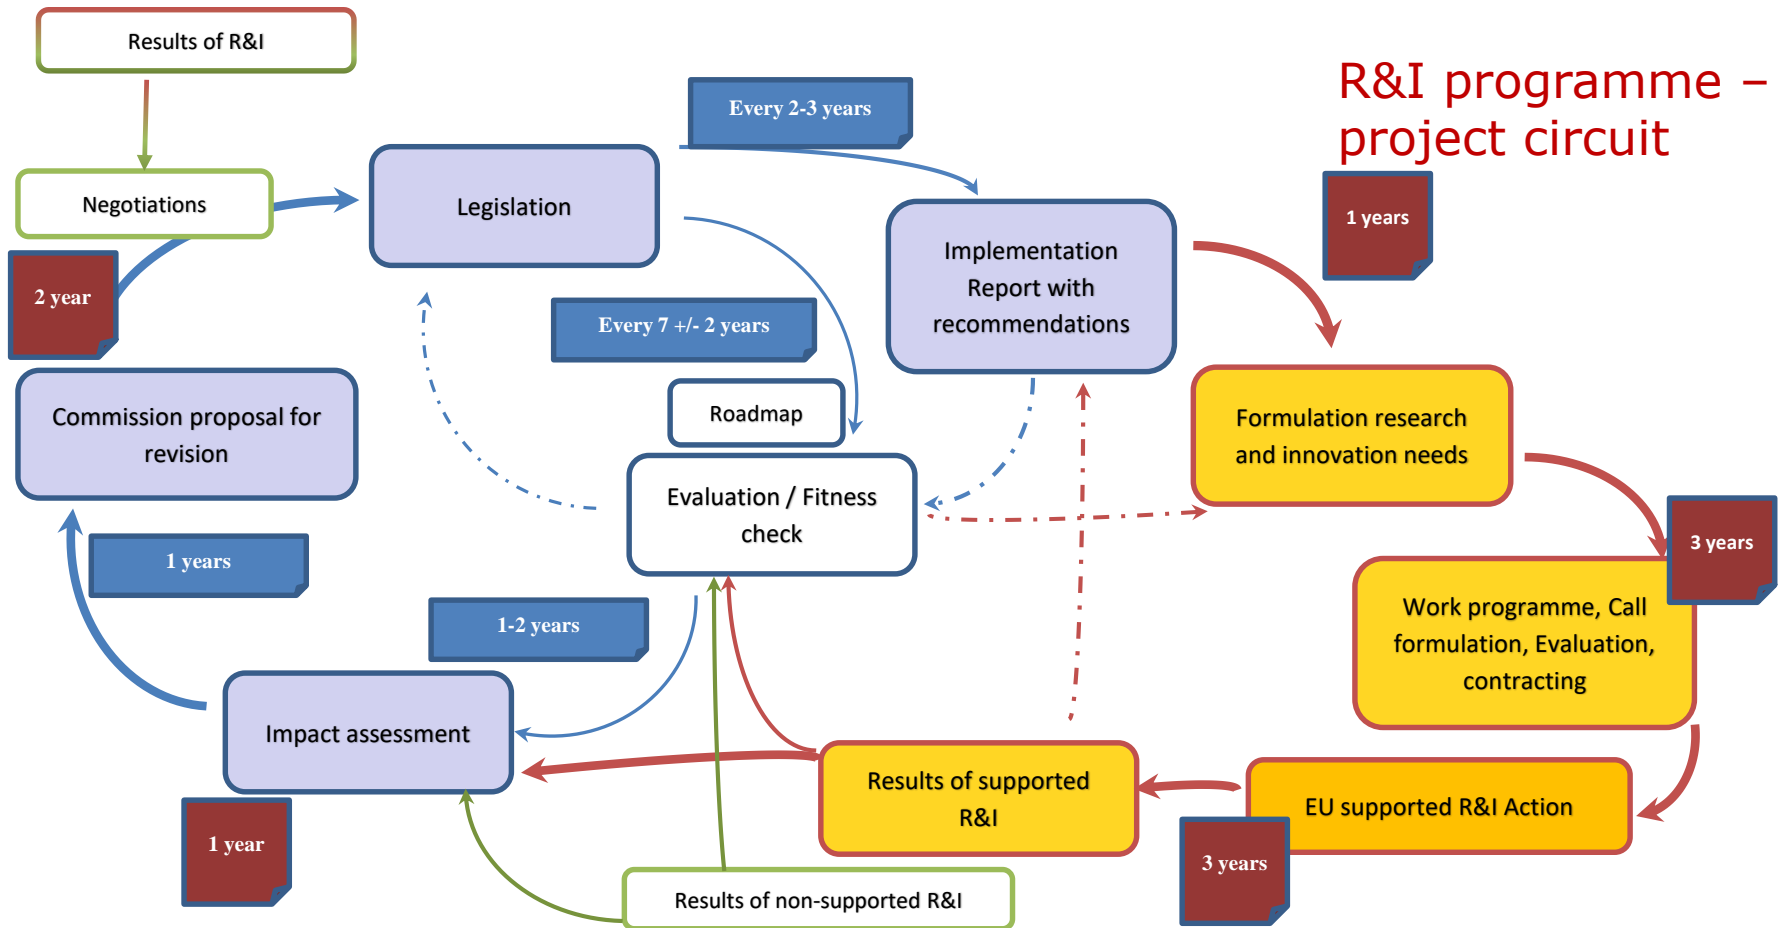 Results of R&I
Every 2-3 years
R&I programme –
project circuit
Negotiations
Legislation
1 years
Implementation
Report with
recommendations
2 year
Every 7 +/- 2 years
Commission proposal for
revision
Roadmap
Formulation research
and innovation needs
Evaluation / Fitness
check
1 years
3 years
1-2 years
Work programme, Call
formulation, Evaluation,
contracting
Impact assessment
Results of supported
R&I
EU supported R&I Action
1 year
3 years
Results of non-supported R&I